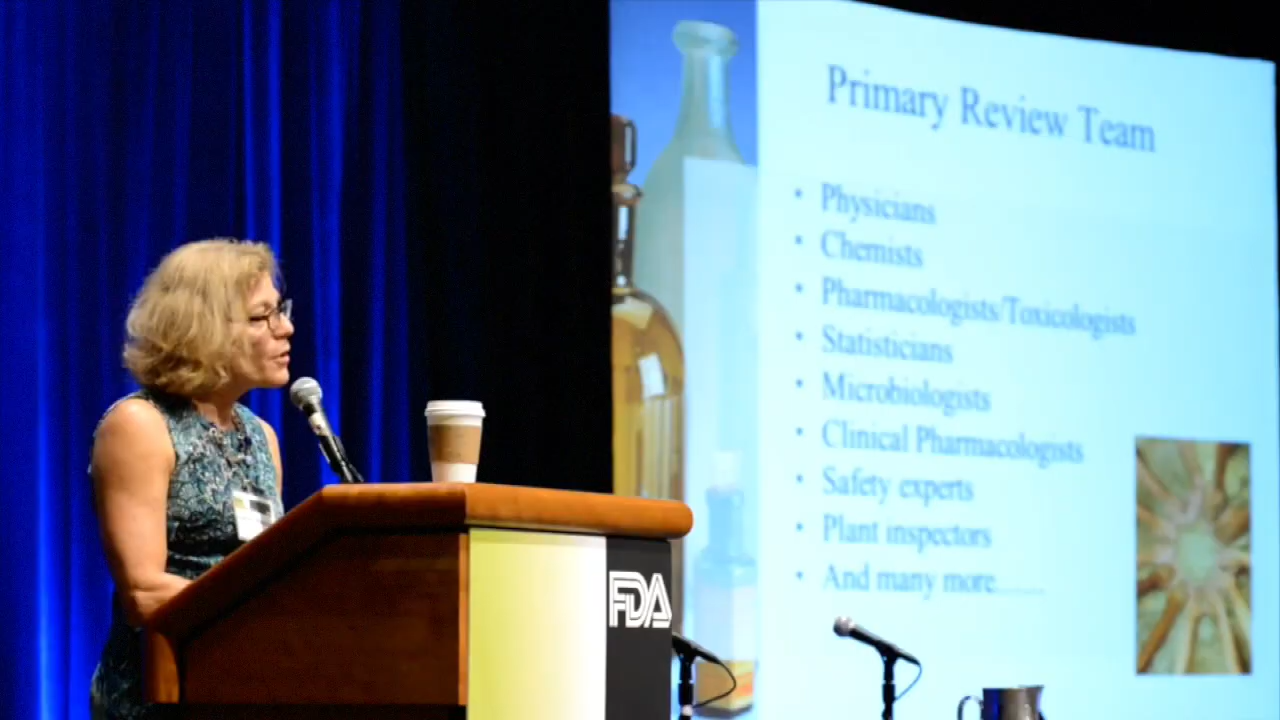 Primary Review Team
• Physicians
• Chemists
• Pharmacologists/Toxicologists
• Statisticians
• Microbiologists
• Clinical Pharmacologists
• Safety experts
• Plant inspectors
• And many more........
FDA